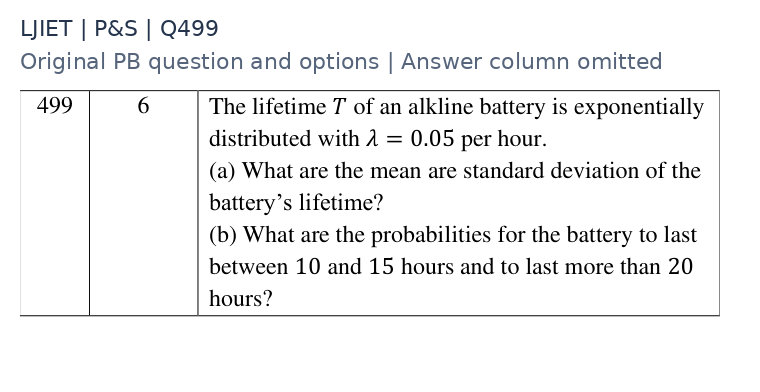 LJIET | P&S | Q499
Original PB question and options | Answer column omitted
499 6 The lifetime T of an alkline battery is exponentially
distributed with λ = 0.05 per hour.
(a) What are the mean are standard deviation of the
battery’s lifetime?
(b) What are the probabilities for the battery to last
between 10 and 15 hours and to last more than 20
hours?